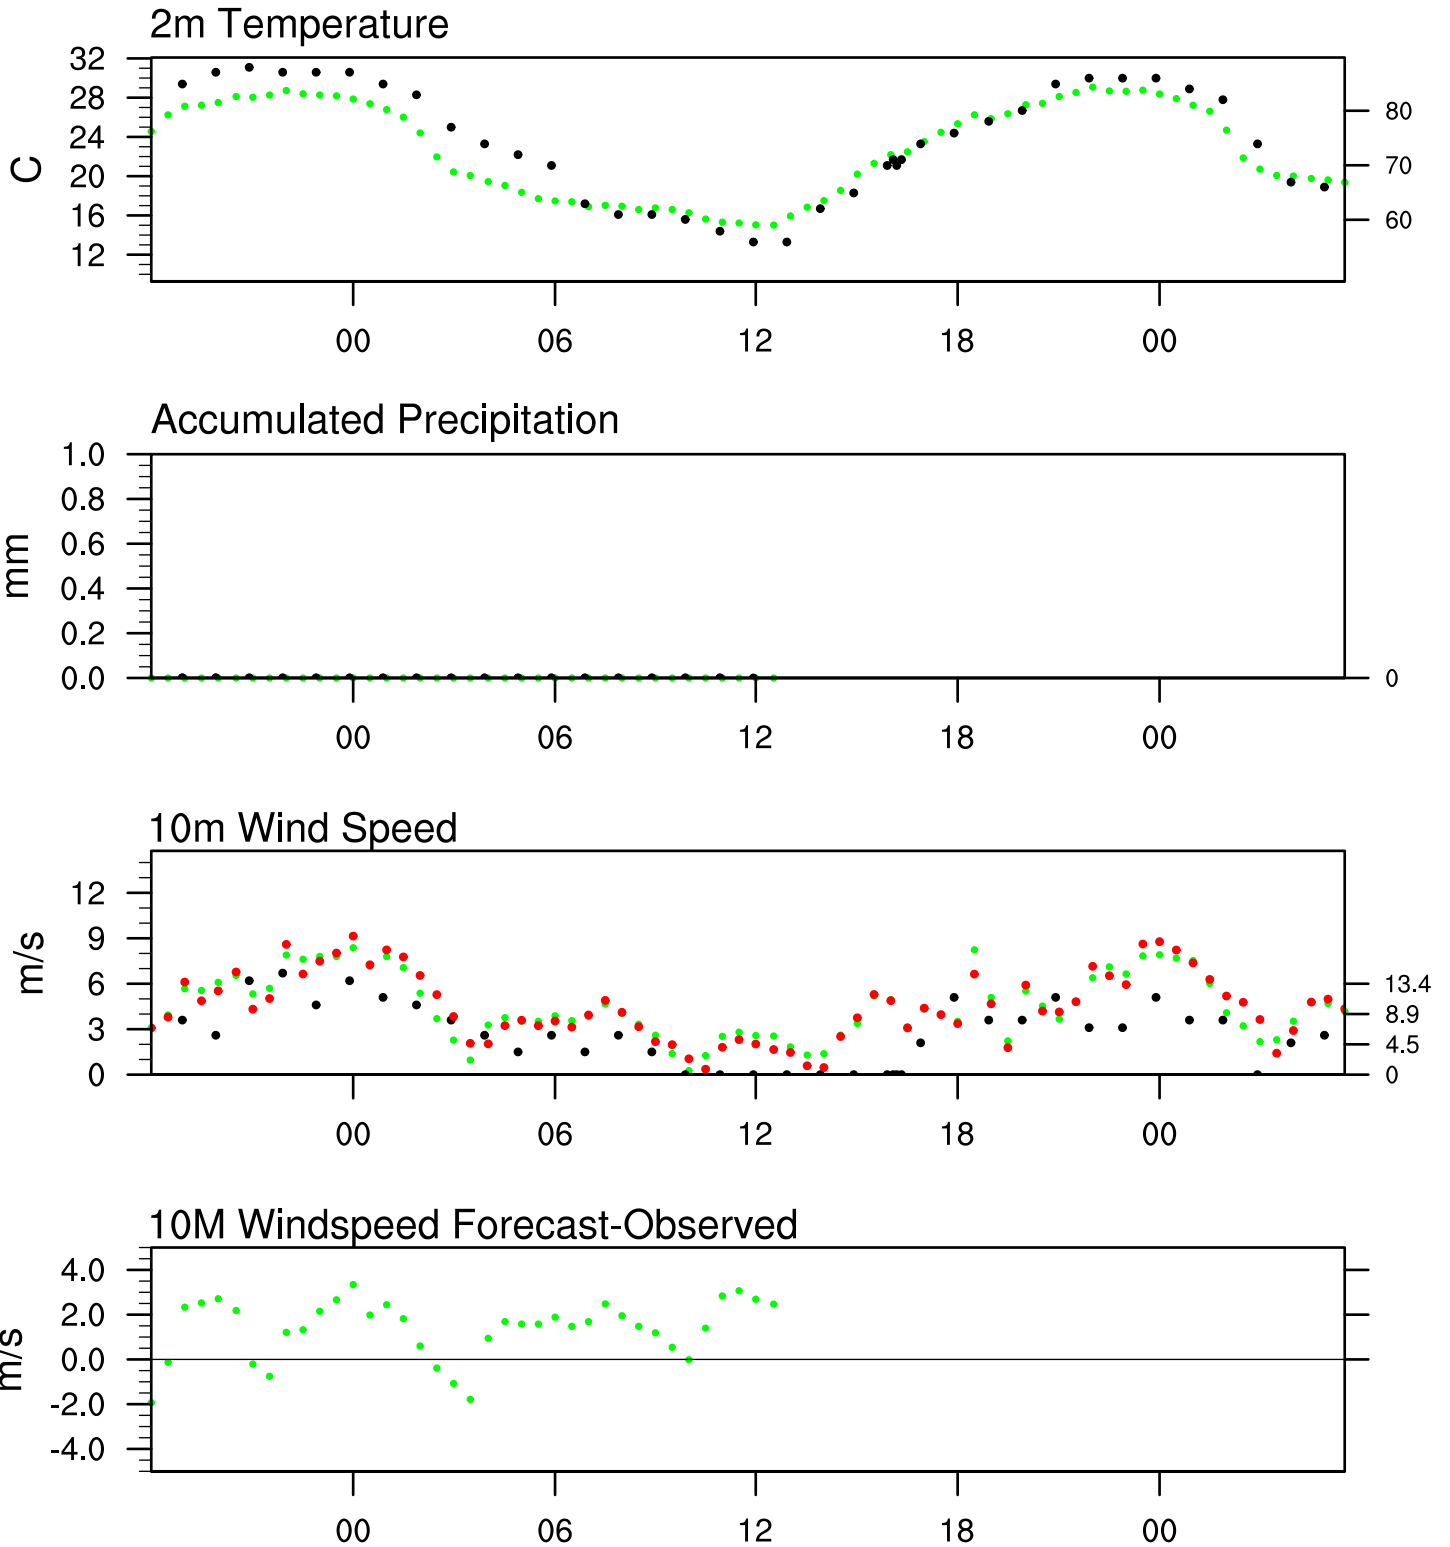 2m Temperature
32
28
24
20
16
12
C
80
70
60
00 06 12 18 00
Accumulated Precipitation
1.0
0.8
0.6
0.4
0.2
0.0
mm
0
00 06 12 18 00
10m Wind Speed
12
9
6
3
0
m/s
13.4
8.9
4.5
0
00 06 12 18 00
10M Windspeed Forecast-Observed
4.0
2.0
0.0
-2.0
-4.0
m/s
00 06 12 18 00